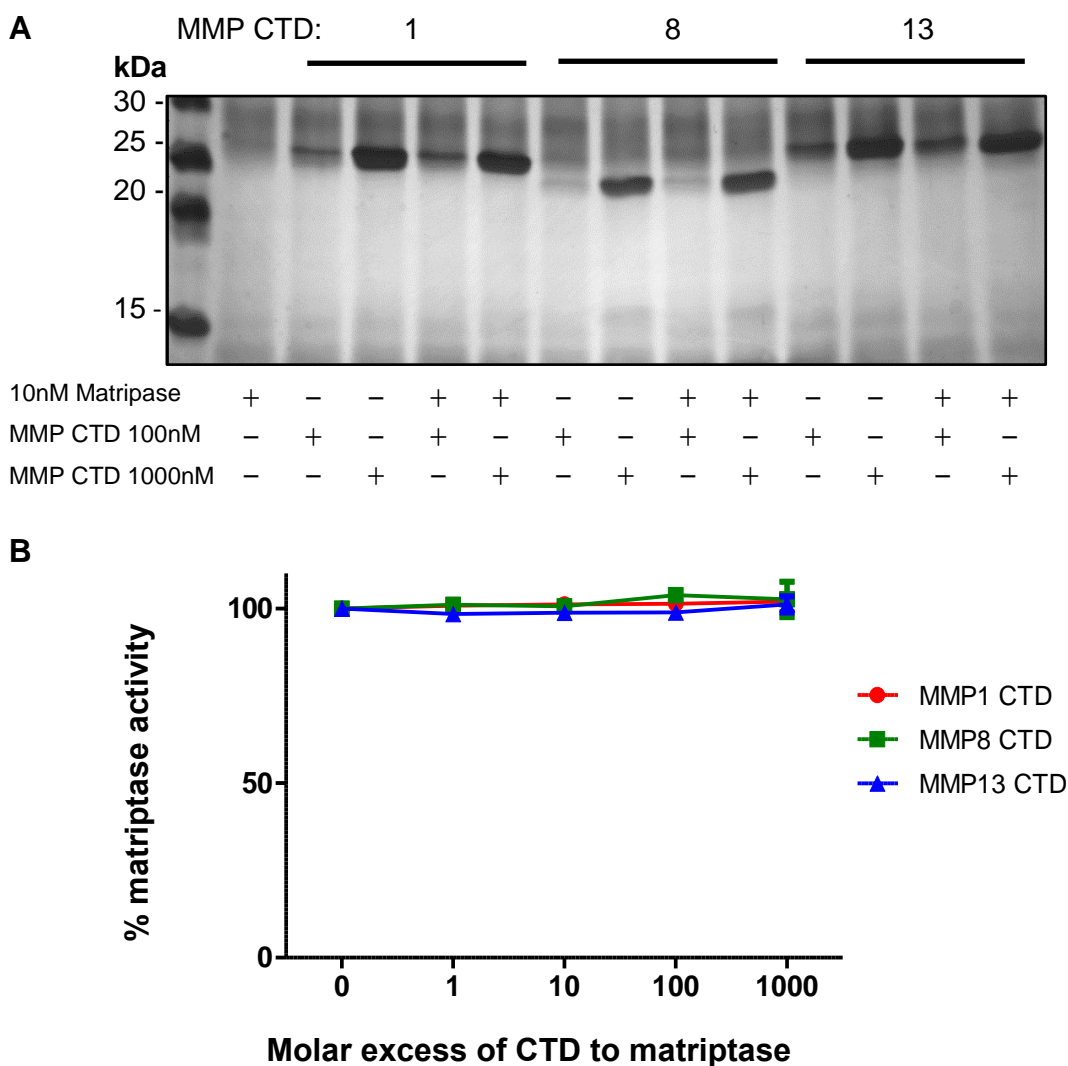 A
MMP CTD: 1 8 13
kDa
30 -
25 -
20 -
15 -
10nM Matripase + − − + + − − + + − − + +
MMP CTD 100nM − + − + − + − + − + − + −
MMP CTD 1000nM − − + − + − + − + − + − +
B
% matriptase activity
100
50
0
0 1 10 100 1000
Molar excess of CTD to matriptase
MMP1 CTD
MMP8 CTD
MMP13 CTD